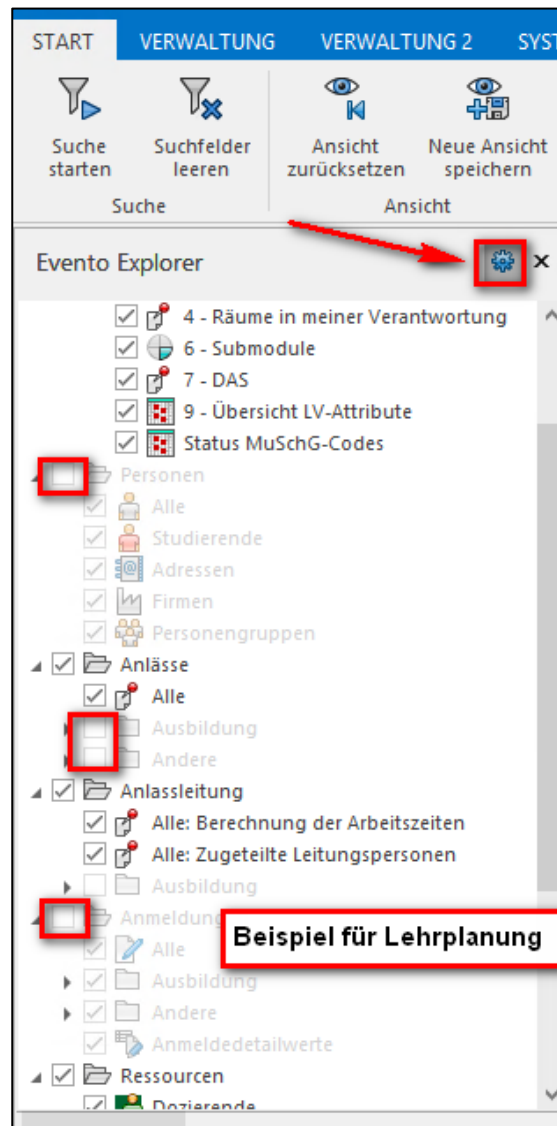 START VERWALTUNG VERWALTUNG 2 SYST
Suche starten
Suchfelder leeren
Ansicht zurücksetzen
Neue Ansicht speichern
Suche Ansicht
Evento Explorer
4 - Räume in meiner Verantwortung
6 - Submodule
7 - DAS
9 - Übersicht LV-Attribute
Status MuSchG-Codes
Personen
Alle
Studierende
Adressen
Firmen
Personengruppen
Anlässe
Alle
Ausbildung
Andere
Anlassleitung
Alle: Berechnung der Arbeitszeiten
Alle: Zugeteilte Leitungspersonen
Ausbildung
Anmeldung
Beispiel für Lehrplanung
Alle
Ausbildung
Andere
Anmeldedetailwerte
Ressourcen
Dozierende